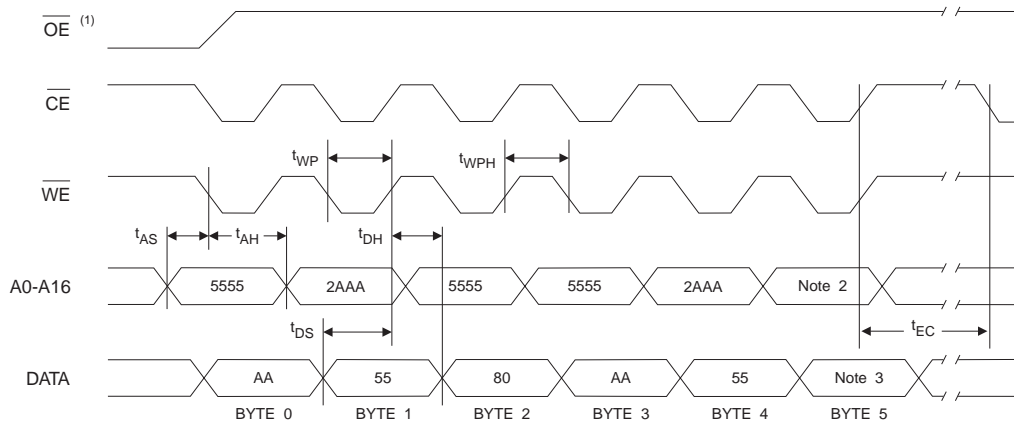 OE (1)
CE
tWP tWPH
WE
tAS tAH tDH
A0-A16 5555 2AAA 5555 5555 2AAA Note 2
tDS tEC
DATA AA 55 80 AA 55 Note 3
BYTE 0 BYTE 1 BYTE 2 BYTE 3 BYTE 4 BYTE 5